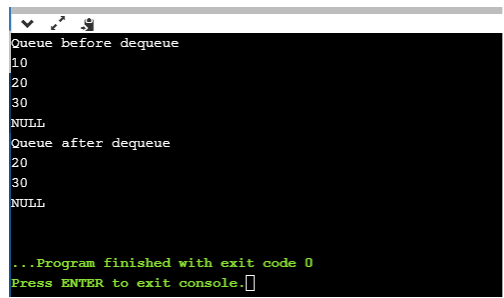 Queue before dequeue
10
20
30
NULL
Queue after dequeue
20
30
NULL
...Program finished with exit code 0
Press ENTER to exit console.